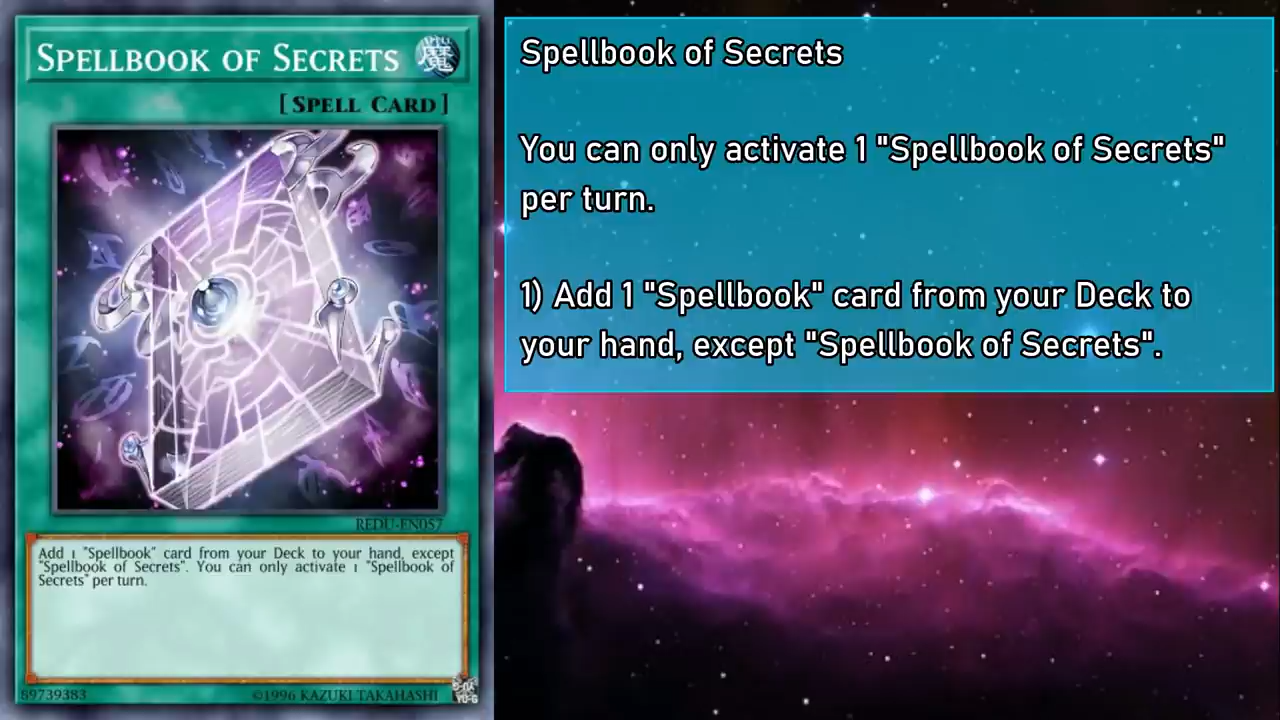 SPELLBOOK OF SECRETS
魔
[SPELL CARD]
REDU-EN057
Add 1 "Spellbook" card from your Deck to your hand, except
"Spellbook of Secrets". You can only activate 1 "Spellbook of
Secrets" per turn.
89739383
©1996 KAZUKI TAKAHASHI
Spellbook of Secrets
You can only activate 1 "Spellbook of Secrets"
per turn.
1) Add 1 "Spellbook" card from your Deck to
your hand, except "Spellbook of Secrets".